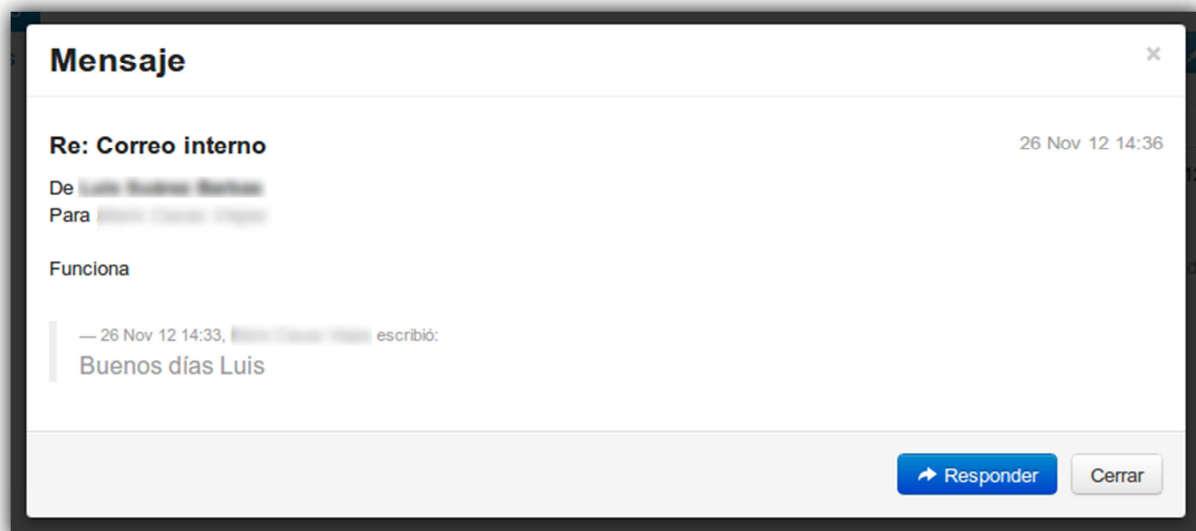 Mensaje
×
Re: Correo interno
26 Nov 12 14:36
De
Para
Funciona
— 26 Nov 12 14:33, escribió:
Buenos días Luis
Responder
Cerrar